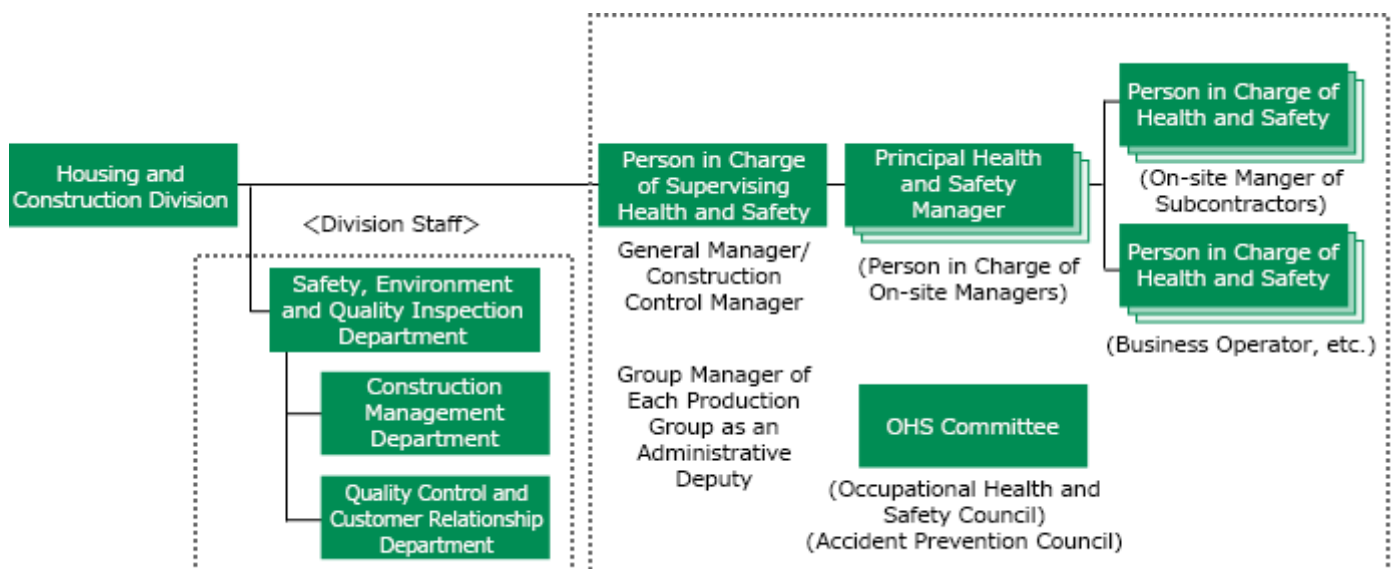 Housing and
Construction Division
<Division Staff>
Safety, Environment
and Quality Inspection
Department
Construction
Management
Department
Quality Control and
Customer Relationship
Department
Person in Charge
of Supervising
Health and Safety
General Manager/
Construction
Control Manager
Group Manager of
Each Production
Group as an
Administrative
Deputy
Principal Health
and Safety
Manager
(Person in Charge of
On-site Managers)
OHS Committee
(Occupational Health and
Safety Council)
(Accident Prevention Council)
Person in Charge of
Health and Safety
(On-site Manger of
Subcontractors)
Person in Charge of
Health and Safety
(Business Operator, etc.)